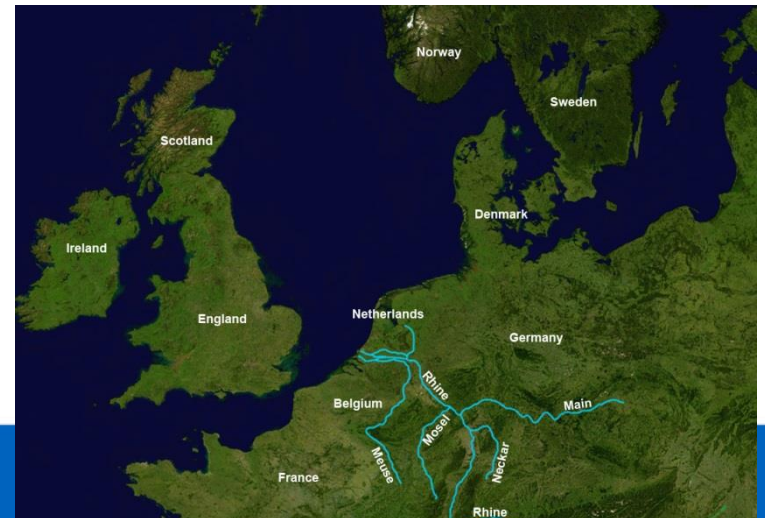 Norway
Sweden
Scotland
Denmark
Ireland
England
Netherlands
Germany
Rhine
Belgium
Main
Mosel
Meuse
Neckar
France
Rhine